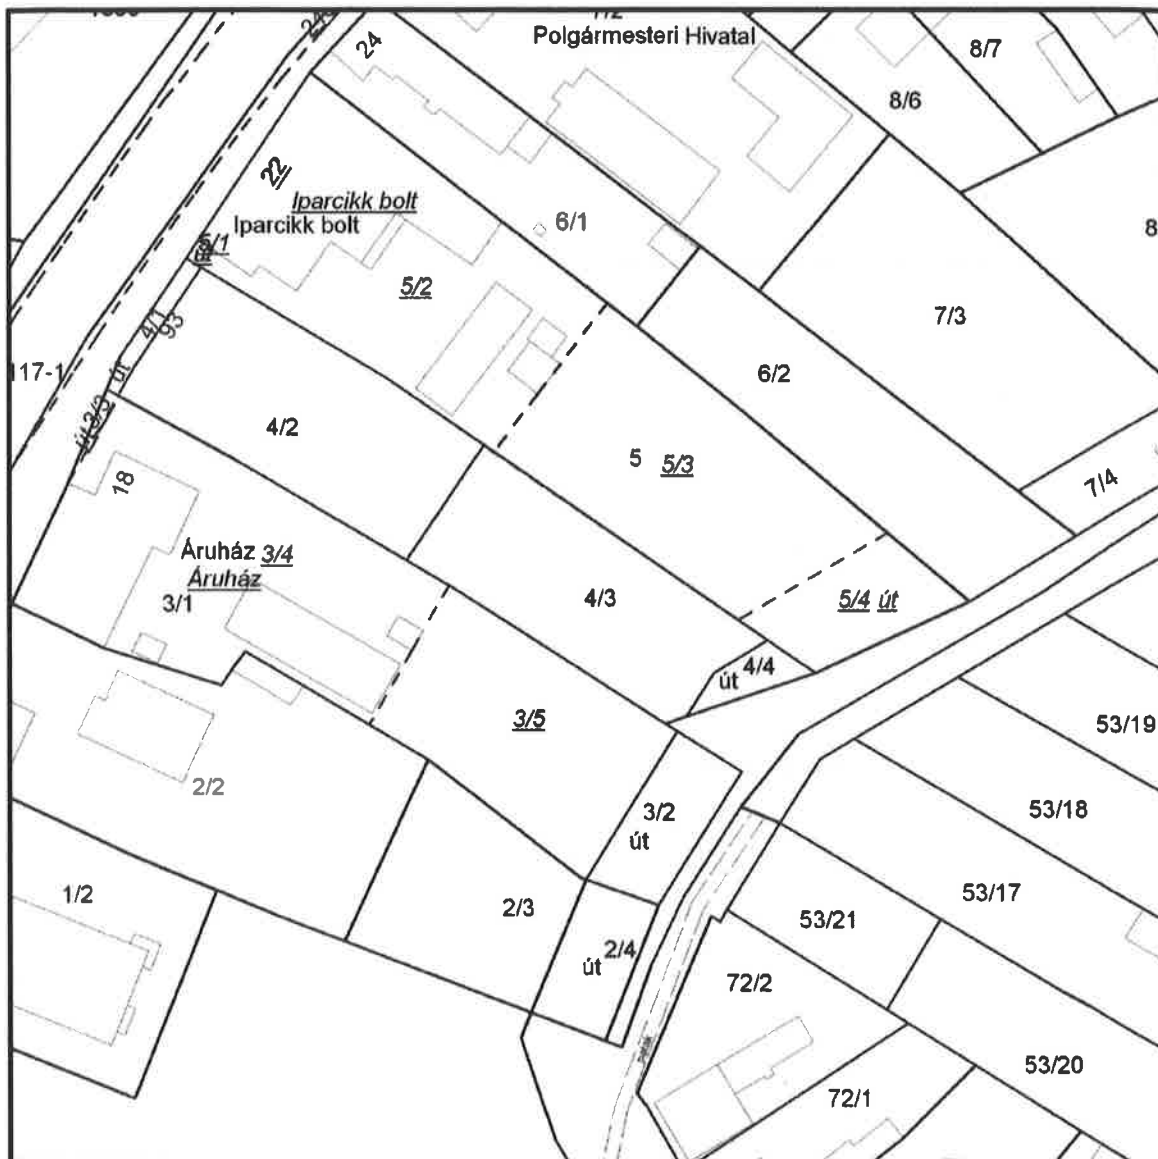 Polgármesteri Hivatal
24
8/7
8/6
22
Iparcikk bolt
Iparcikk bolt
6/1
5/1
út
5/2
7/3
4/1
93
6/2
út
117-1
3/3
út
4/2
5 5/3
7/4
18
Áruház 3/4
Áruház
3/1
4/3
5/4 út
4/4
út
3/5
53/19
2/2
3/2
út
53/18
1/2
2/3
53/17
53/21
2/4
út
72/2
53/20
72/1